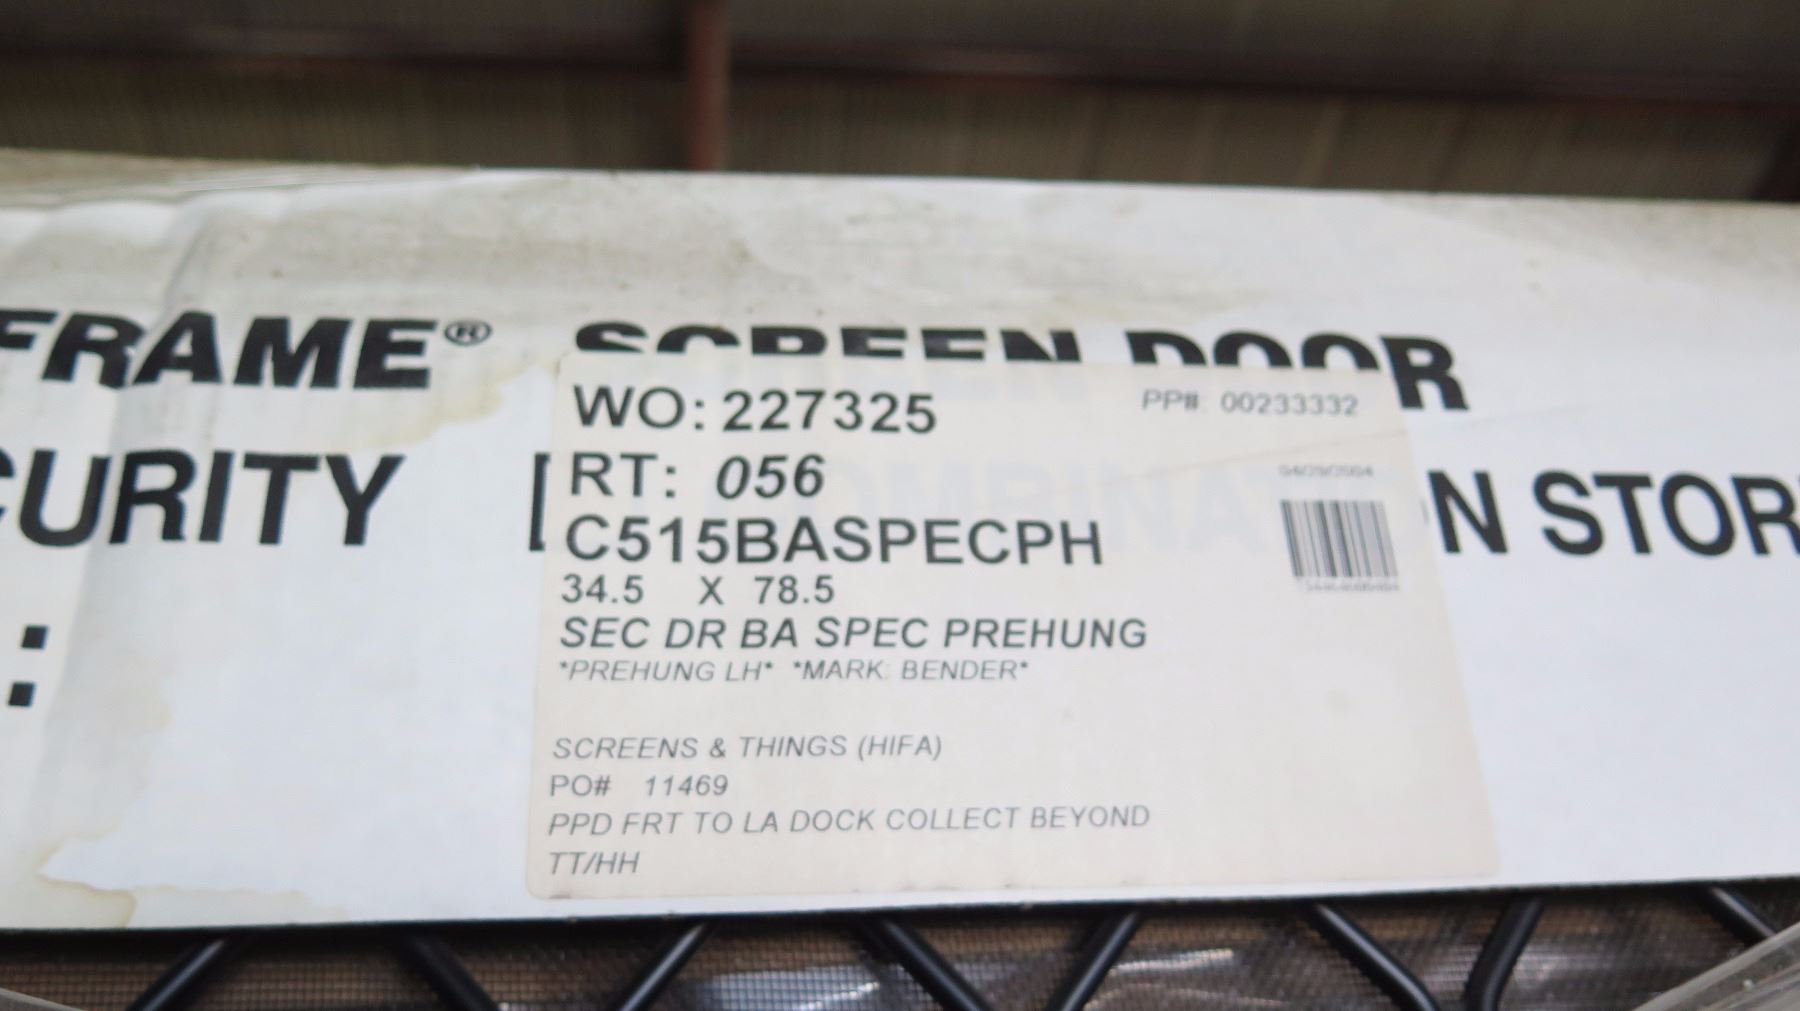 FRAME® SCREEN DOOR
CURITY N STOR
:
WO: 227325 PP#: 00233332
RT: 056
C515BASPECPH
34.5 X 78.5
SEC DR BA SPEC PREHUNG
*PREHUNG LH* *MARK: BENDER*
SCREENS & THINGS (HIFA)
PO# 11469
PPD FRT TO LA DOCK COLLECT BEYOND
TT/HH